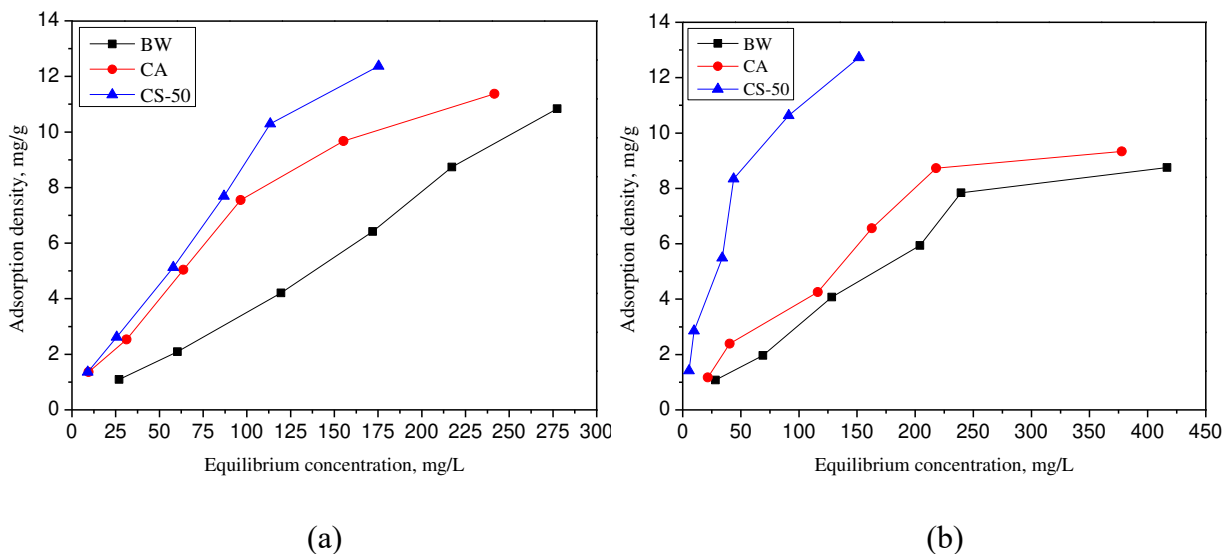 14
12
10
8
6
4
2
0
Adsorption density, mg/g
BW
CA
CS-50
0 25 50 75 100 125 150 175 200 225 250 275 300
Equilibrium concentration, mg/L
(a)
14
12
10
8
6
4
2
0
Adsorption density, mg/g
BW
CA
CS-50
0 50 100 150 200 250 300 350 400 450
Equilibrium concentration, mg/L
(b)